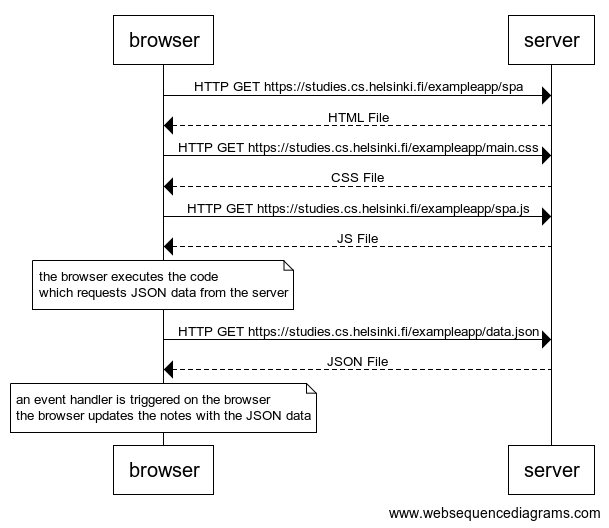 browser
server
HTTP GET https://studies.cs.helsinki.fi/exampleapp/spa
HTML File
HTTP GET https://studies.cs.helsinki.fi/exampleapp/main.css
CSS File
HTTP GET https://studies.cs.helsinki.fi/exampleapp/spa.js
JS File
the browser executes the code
which requests JSON data from the server
HTTP GET https://studies.cs.helsinki.fi/exampleapp/data.json
JSON File
an event handler is triggered on the browser
the browser updates the notes with the JSON data
browser
server
www.websequencediagrams.com